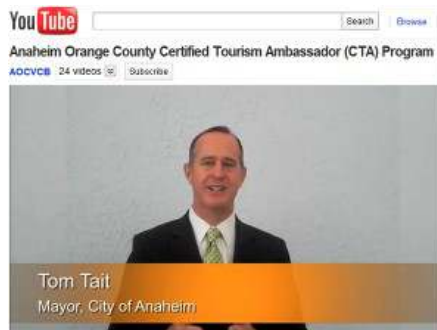 YouTube Search Browse
Anaheim Orange County Certified Tourism Ambassador (CTA) Program
AOCVCB 24 videos Subscribe
Tom Tait
Mayor, City of Anaheim